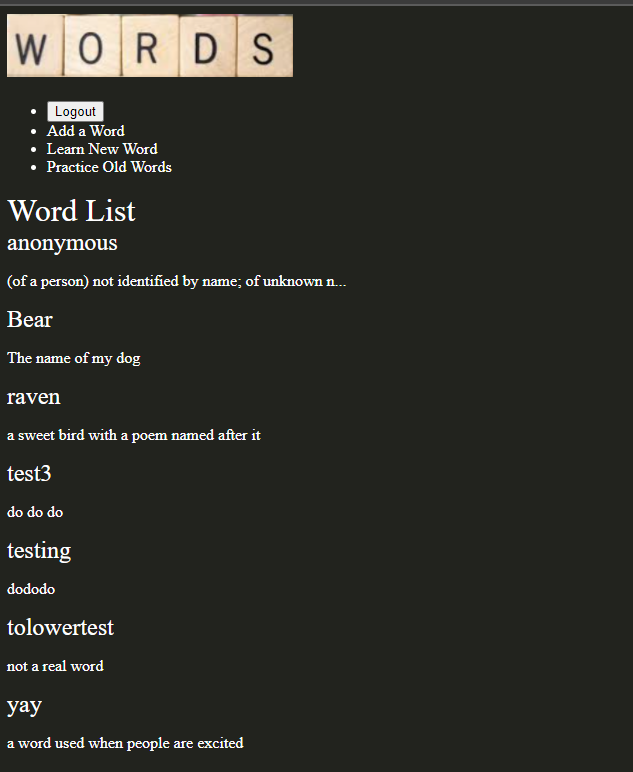 WORDS
Logout
Add a Word
Learn New Word
Practice Old Words
Word List
anonymous
(of a person) not identified by name; of unknown n...
Bear
The name of my dog
raven
a sweet bird with a poem named after it
test3
do do do
testing
dododo
tolowertest
not a real word
yay
a word used when people are excited